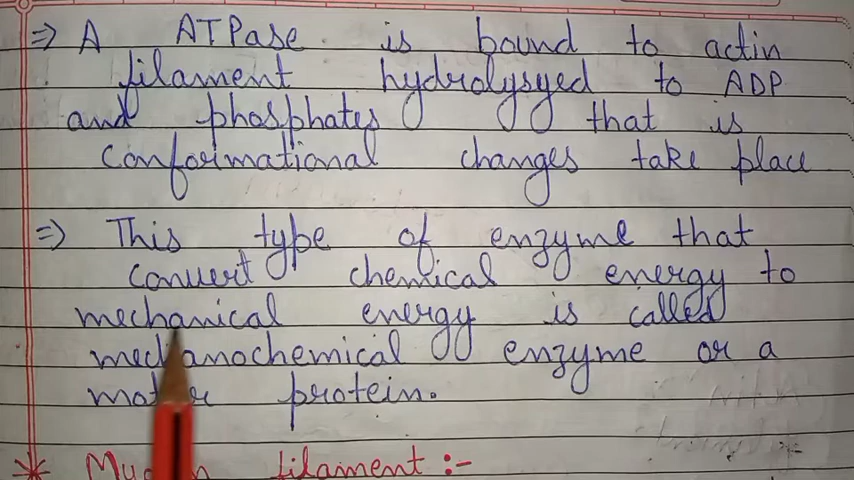 ⇒ A ATPase is bound to actin
filament hydrolysyed to ADP
and phosphates that is
conformational changes take place
⇒ This type of enzyme that
convert chemical energy to
mechanical energy is called
mechanochemical enzyme or a
protein.
filament :-